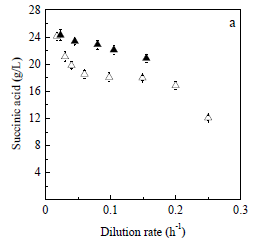 28
a
24
20
16
12
8
4
0 0.1 0.2 0.3
Succinic acid (g/L)
Dilution rate (h⁻¹)